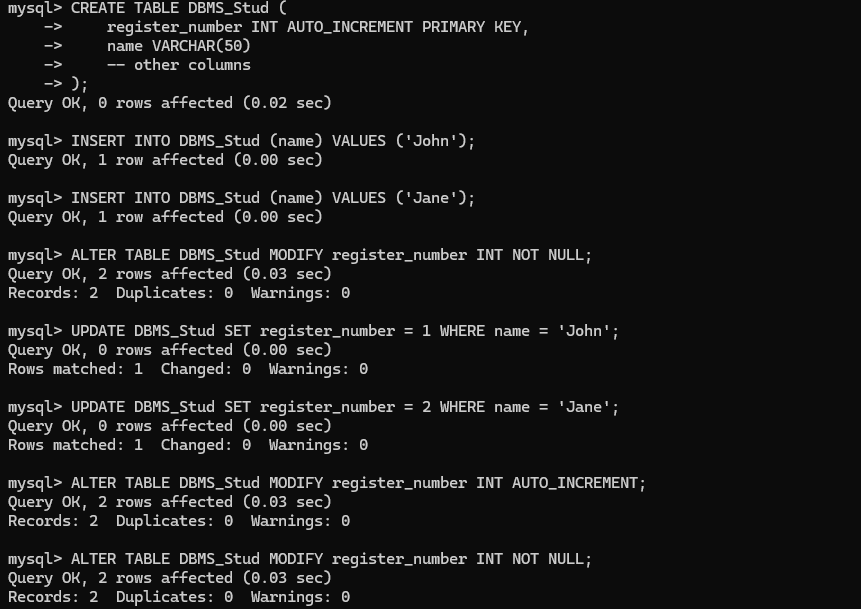 mysql> CREATE TABLE DBMS_Stud (
    ->     register_number INT AUTO_INCREMENT PRIMARY KEY,
    ->     name VARCHAR(50)
    ->     -- other columns
    -> );
Query OK, 0 rows affected (0.02 sec)

mysql> INSERT INTO DBMS_Stud (name) VALUES ('John');
Query OK, 1 row affected (0.00 sec)

mysql> INSERT INTO DBMS_Stud (name) VALUES ('Jane');
Query OK, 1 row affected (0.00 sec)

mysql> ALTER TABLE DBMS_Stud MODIFY register_number INT NOT NULL;
Query OK, 2 rows affected (0.03 sec)
Records: 2  Duplicates: 0  Warnings: 0

mysql> UPDATE DBMS_Stud SET register_number = 1 WHERE name = 'John';
Query OK, 0 rows affected (0.00 sec)
Rows matched: 1  Changed: 0  Warnings: 0

mysql> UPDATE DBMS_Stud SET register_number = 2 WHERE name = 'Jane';
Query OK, 0 rows affected (0.00 sec)
Rows matched: 1  Changed: 0  Warnings: 0

mysql> ALTER TABLE DBMS_Stud MODIFY register_number INT AUTO_INCREMENT;
Query OK, 2 rows affected (0.03 sec)
Records: 2  Duplicates: 0  Warnings: 0

mysql> ALTER TABLE DBMS_Stud MODIFY register_number INT NOT NULL;
Query OK, 2 rows affected (0.03 sec)
Records: 2  Duplicates: 0  Warnings: 0